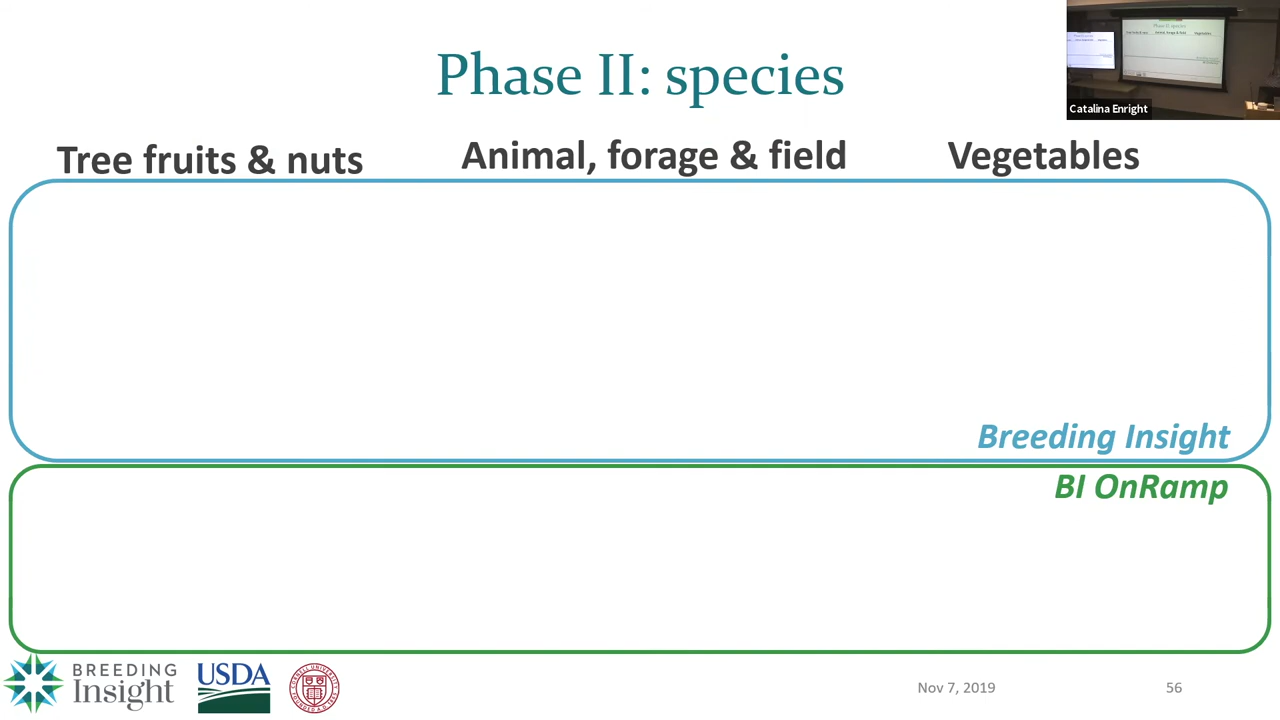 Phase II: species
Catalina Enright
Tree fruits & nuts
Animal, forage & field
Vegetables
Breeding Insight
BI OnRamp
BREEDING
Insight
USDA
Nov 7, 2019
56